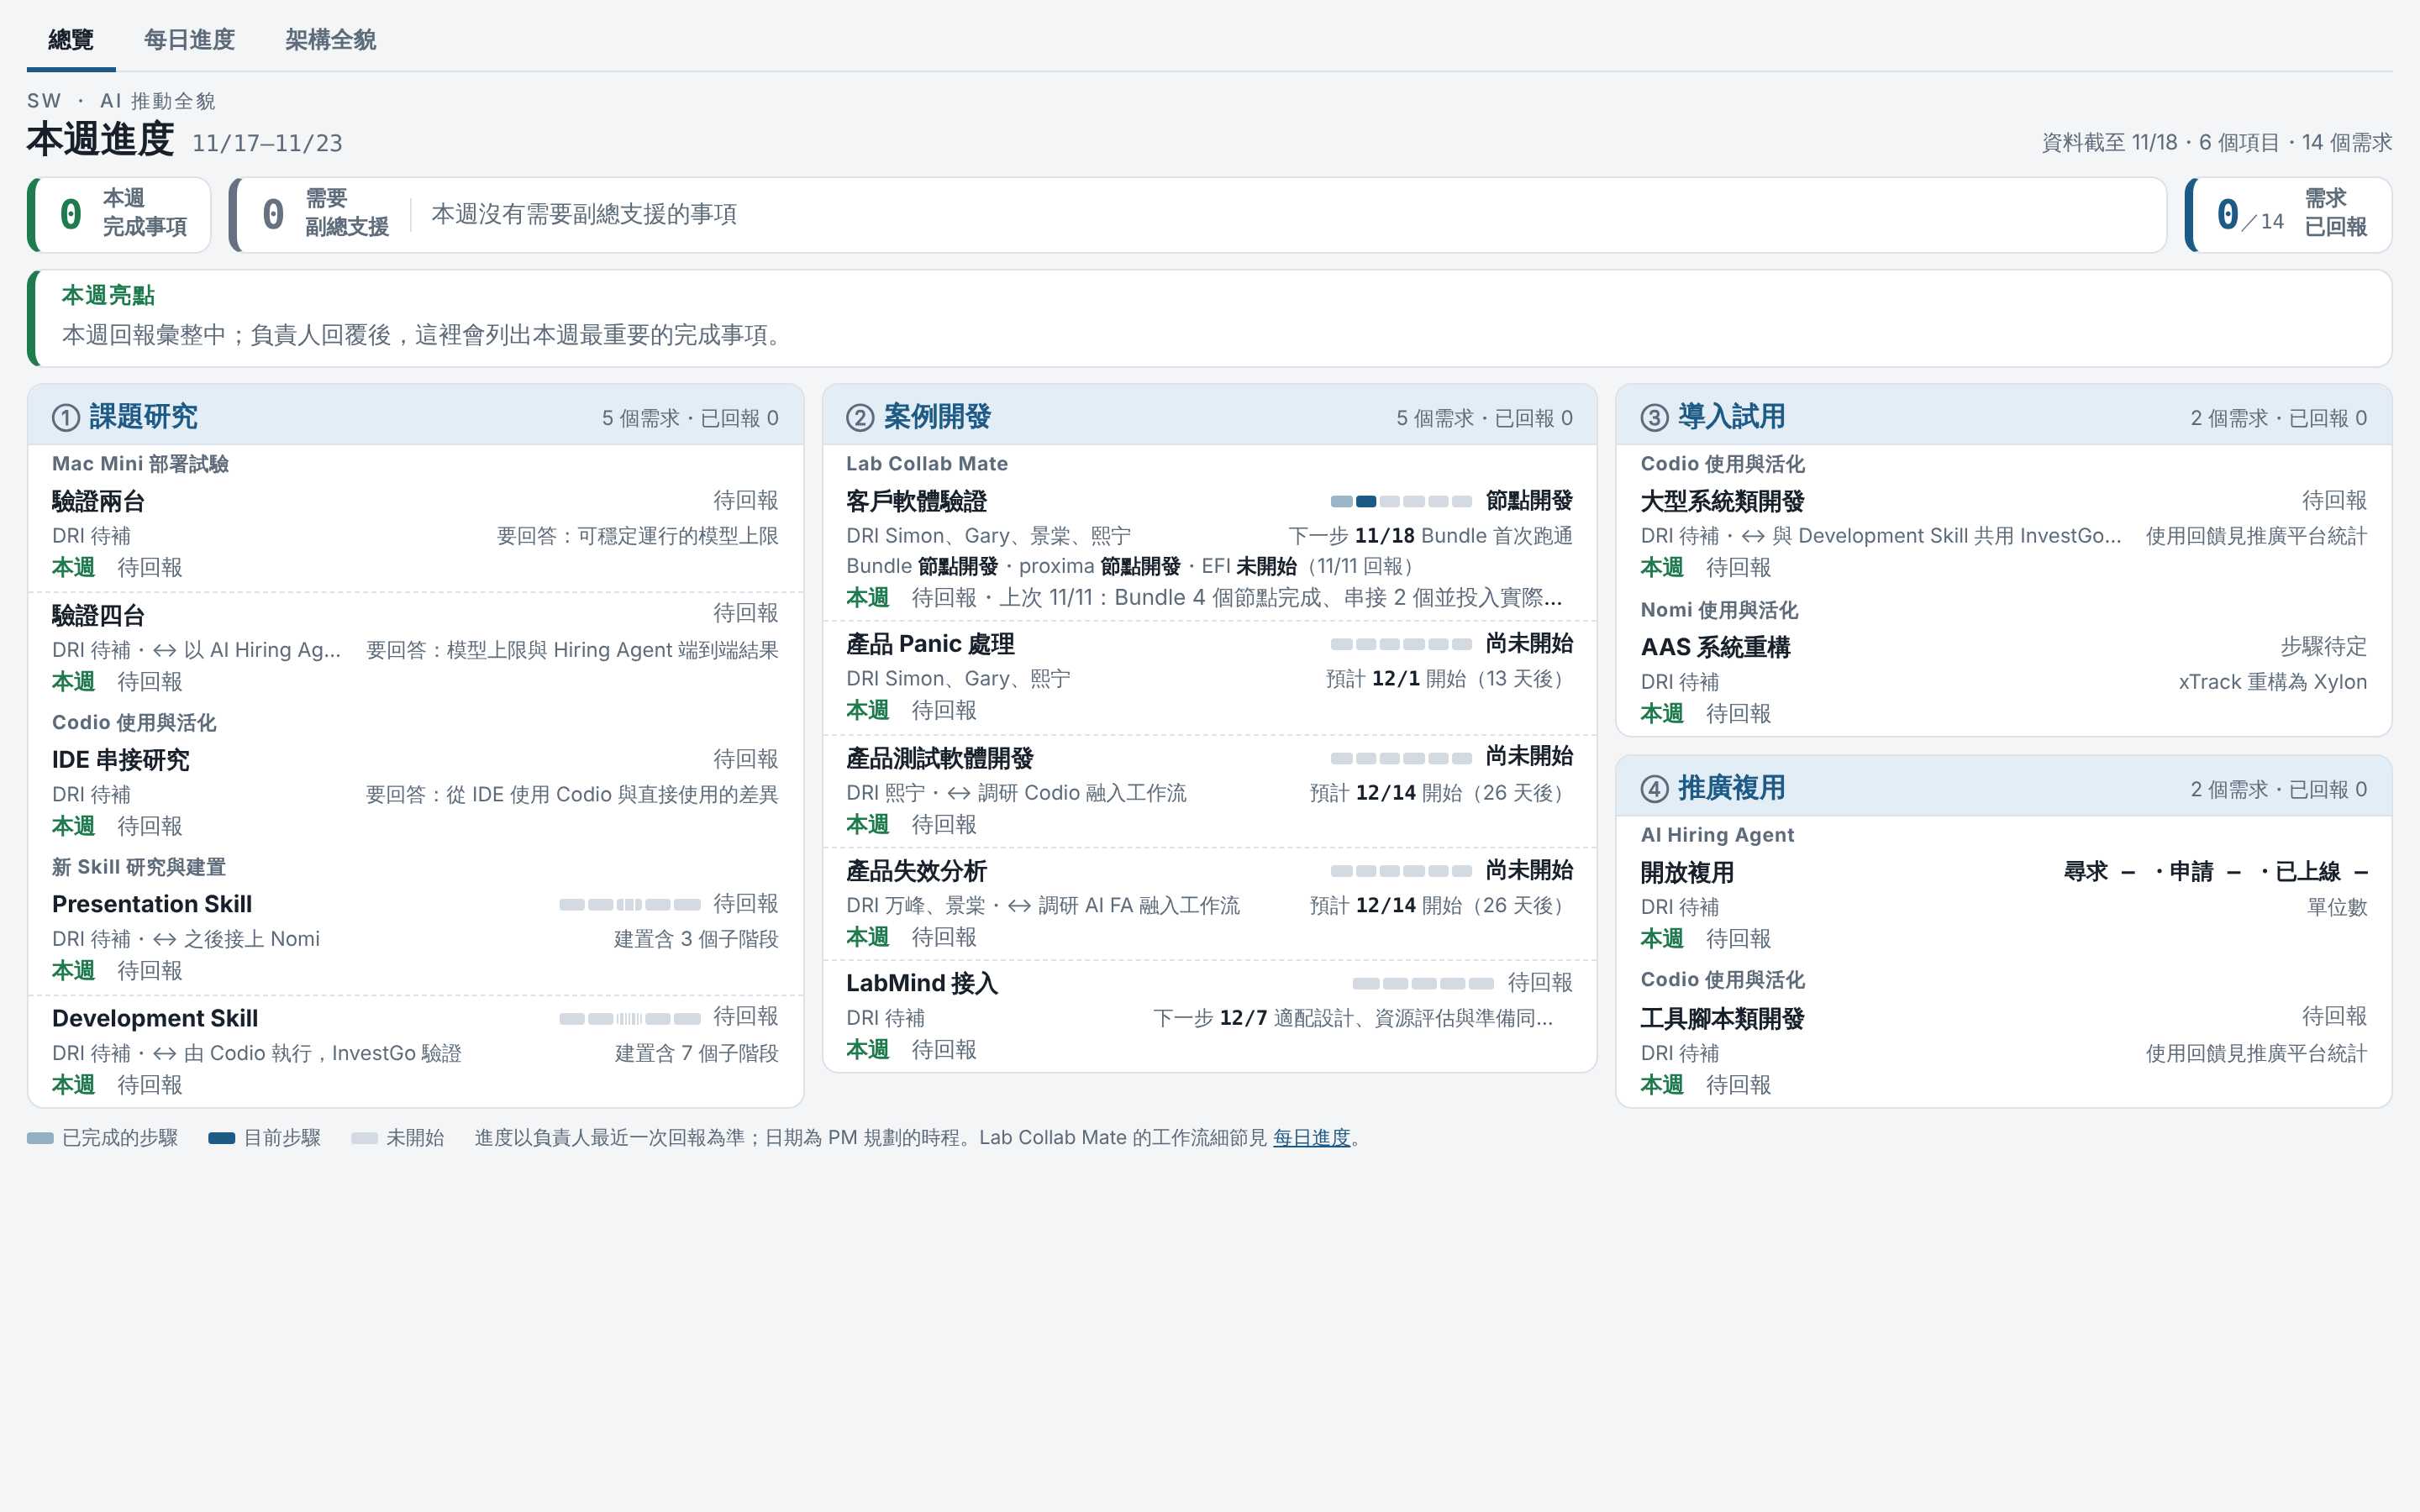 總覽 每日進度 架構全貌
SW · AI 推動全貌
本週進度 11/17–11/23
資料截至 11/18・6 個項目・14 個需求
0 本週
完成事項
0 需要
副總支援
本週沒有需要副總支援的事項
0／14 需求
已回報
本週亮點
本週回報彙整中；負責人回覆後，這裡會列出本週最重要的完成事項。
① 課題研究 5 個需求・已回報 0
Mac Mini 部署試驗
驗證兩台 待回報
DRI 待補 要回答：可穩定運行的模型上限
本週 待回報
驗證四台 待回報
DRI 待補・↔ 以 AI Hiring Ag… 要回答：模型上限與 Hiring Agent 端到端結果
本週 待回報
Codio 使用與活化
IDE 串接研究 待回報
DRI 待補 要回答：從 IDE 使用 Codio 與直接使用的差異
本週 待回報
新 Skill 研究與建置
Presentation Skill 待回報
DRI 待補・↔ 之後接上 Nomi 建置含 3 個子階段
本週 待回報
Development Skill 待回報
DRI 待補・↔ 由 Codio 執行，InvestGo 驗證 建置含 7 個子階段
本週 待回報
② 案例開發 5 個需求・已回報 0
Lab Collab Mate
客戶軟體驗證 節點開發
DRI Simon、Gary、景棠、熙宁 下一步 11/18 Bundle 首次跑通
Bundle 節點開發・proxima 節點開發・EFI 未開始（11/11 回報）
本週 待回報・上次 11/11：Bundle 4 個節點完成、串接 2 個並投入實際…
產品 Panic 處理 尚未開始
DRI Simon、Gary、熙宁 預計 12/1 開始（13 天後）
本週 待回報
產品測試軟體開發 尚未開始
DRI 熙宁・↔ 調研 Codio 融入工作流 預計 12/14 開始（26 天後）
本週 待回報
產品失效分析 尚未開始
DRI 万峰、景棠・↔ 調研 AI FA 融入工作流 預計 12/14 開始（26 天後）
本週 待回報
LabMind 接入 待回報
DRI 待補 下一步 12/7 適配設計、資源評估與準備同…
本週 待回報
③ 導入試用 2 個需求・已回報 0
Codio 使用與活化
大型系統類開發 待回報
DRI 待補・↔ 與 Development Skill 共用 InvestGo… 使用回饋見推廣平台統計
本週 待回報
Nomi 使用與活化
AAS 系統重構 步驟待定
DRI 待補 xTrack 重構為 Xylon
本週 待回報
④ 推廣複用 2 個需求・已回報 0
AI Hiring Agent
開放複用 尋求 – ・申請 – ・已上線 –
DRI 待補 單位數
本週 待回報
Codio 使用與活化
工具腳本類開發 待回報
DRI 待補 使用回饋見推廣平台統計
本週 待回報
已完成的步驟 目前步驟 未開始 進度以負責人最近一次回報為準；日期為 PM 規劃的時程。Lab Collab Mate 的工作流細節見 每日進度。